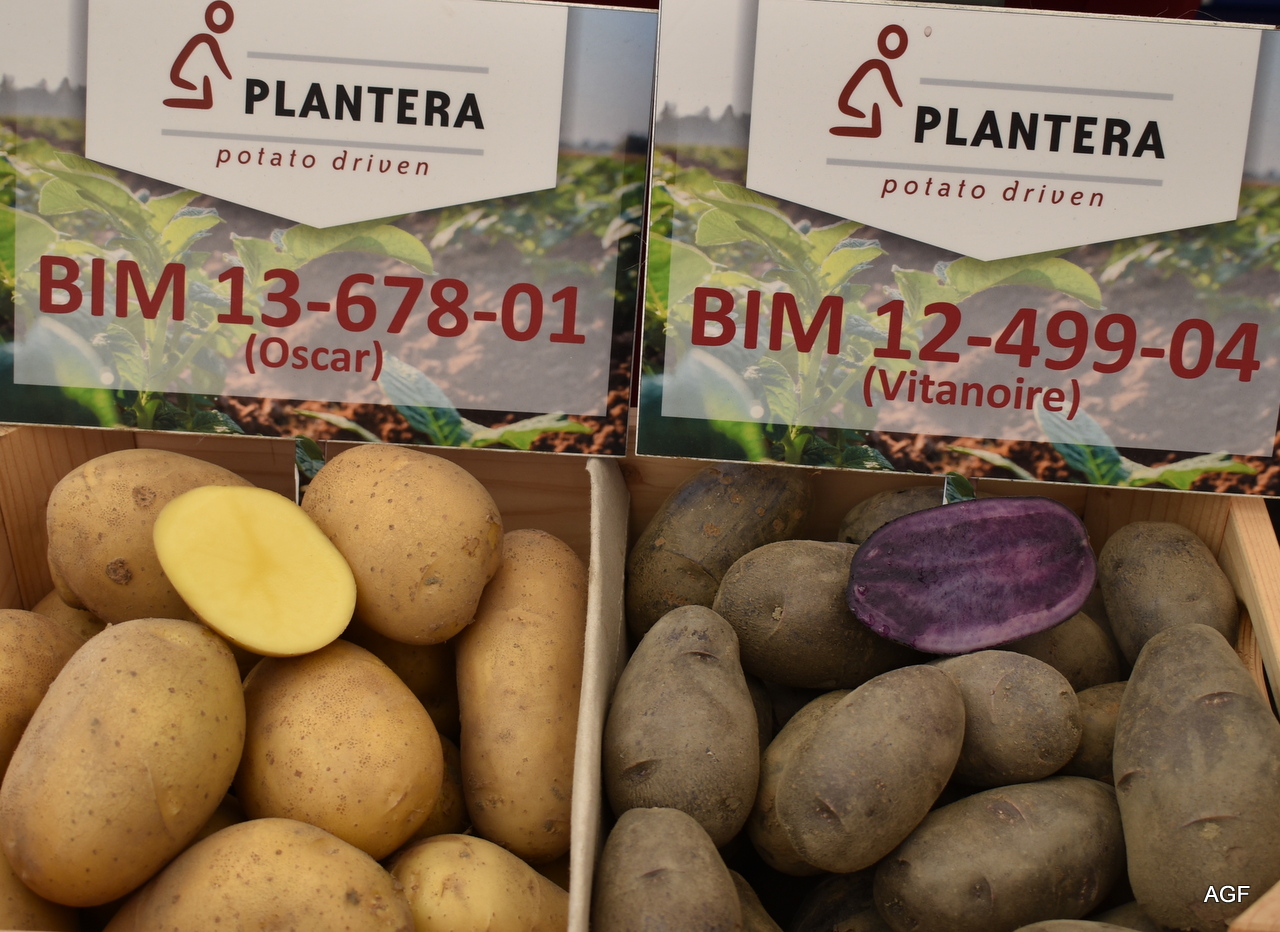 PLANTERA
potato driven
BIM 13-678-01
(Oscar)
PLANTERA
potato driven
BIM 12-499-04
(Vitanoire)
AGF